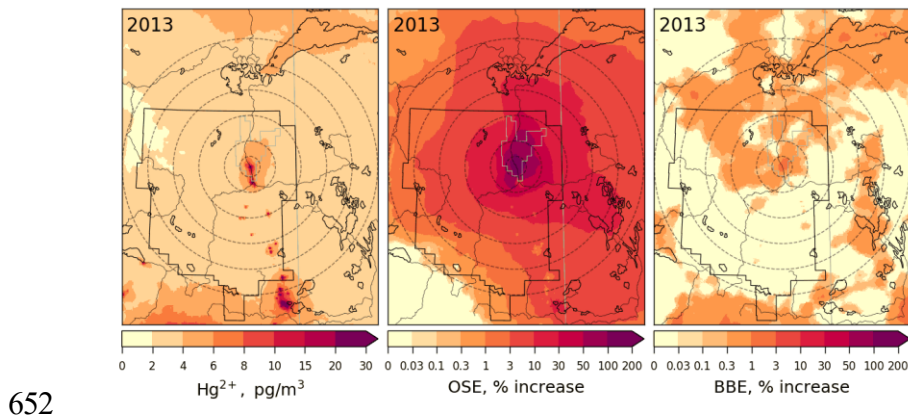 2013 2013 2013
0 2 4 6 8 10 15 20 30 0 0.03 0.1 0.3 1 3 5 10 30 50 100 200 0 0.03 0.1 0.3 1 3 5 10 30 50 100 200
Hg²⁺, pg/m³ OSE, % increase BBE, % increase
652